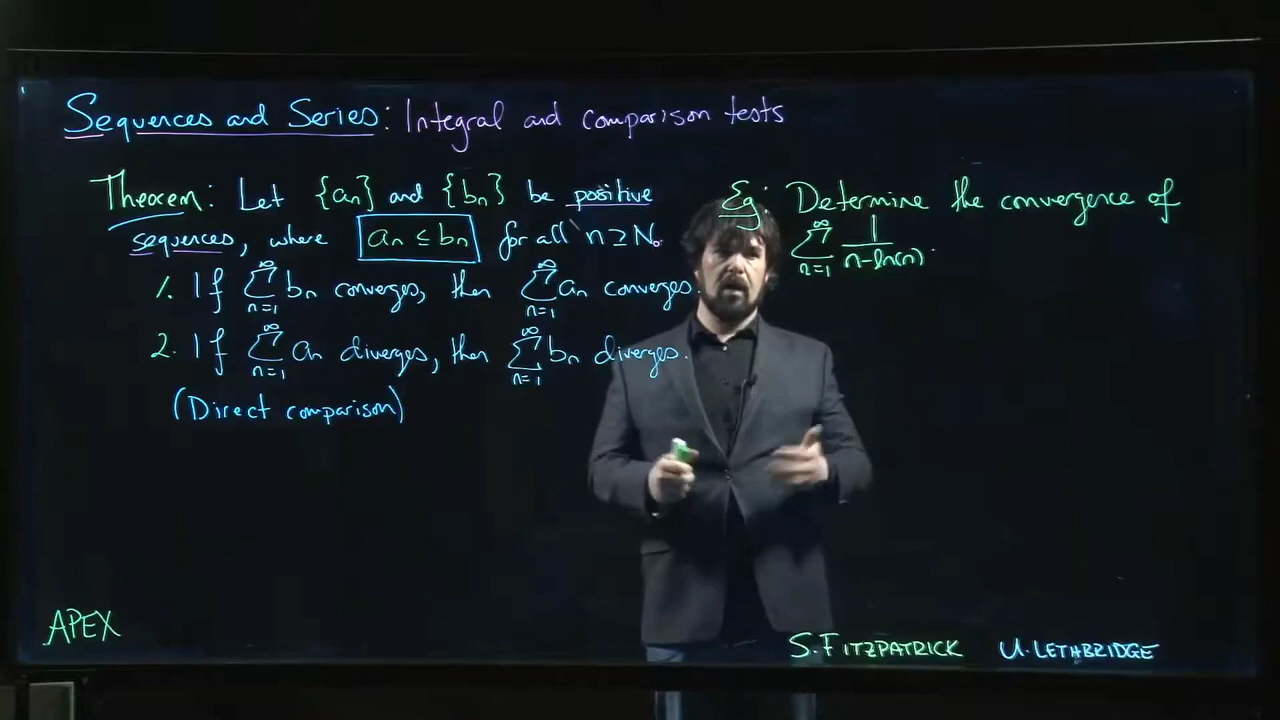 Sequences and Series: Integral and comparison tests
Theorem: Let {aₙ} and {bₙ} be positive
sequences, where aₙ ≤ bₙ for all n ≥ N₀.
1. If ∑_{n=1}^{∞} bₙ converges, then ∑_{n=1}^{∞} aₙ converges.
2. If ∑_{n=1}^{∞} aₙ diverges, then ∑_{n=1}^{∞} bₙ diverges.
(Direct comparison)
Eg: Determine the convergence of
∑_{n=1}^{∞} 1/(n-ln(n)).
APEX
S. FITZPATRICK U. LETHBRIDGE